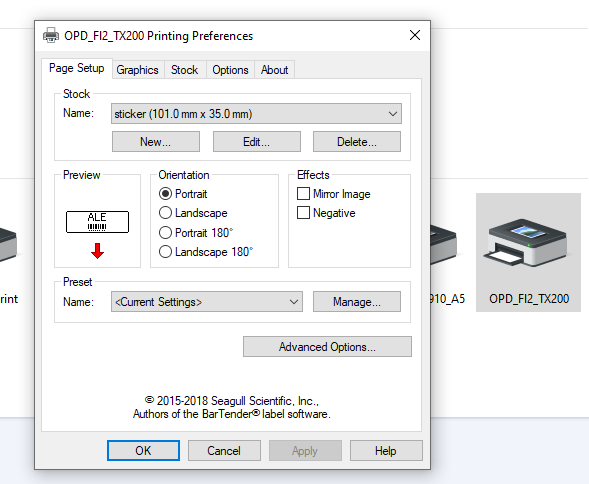 OPD_FI2_TX200 Printing Preferences
Page Setup Graphics Stock Options About
Stock
Name: sticker (101.0 mm x 35.0 mm)
New... Edit... Delete...
Preview Orientation Effects
Portrait Mirror Image
Landscape Negative
Portrait 180°
Landscape 180°
ALE
Preset
Name: <Current Settings> Manage...
Advanced Options...
© 2015-2018 Seagull Scientific, Inc.,
Authors of the BarTender® label software.
OK Cancel Apply Help
rint
910_A5
OPD_FI2_TX200